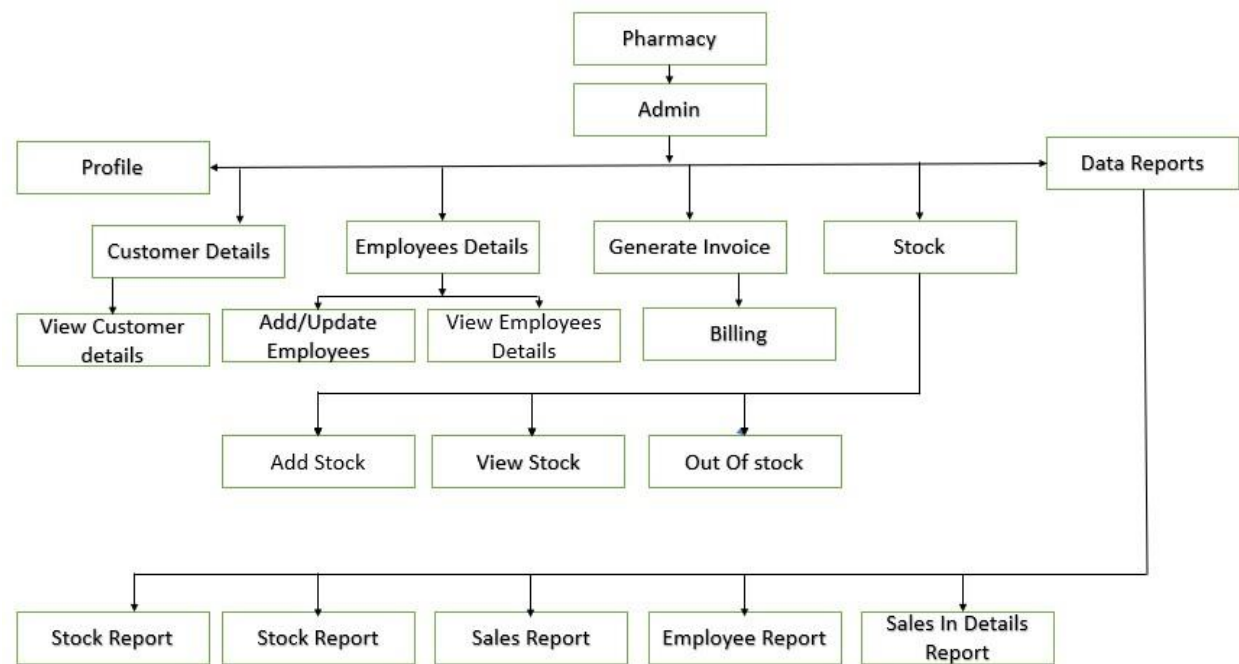 Pharmacy
Admin
Profile
Data Reports
Customer Details
Employees Details
Generate Invoice
Stock
View Customer
details
Add/Update
Employees
View Employees
Details
Billing
Add Stock
View Stock
Out Of stock
Stock Report
Stock Report
Sales Report
Employee Report
Sales In Details
Report